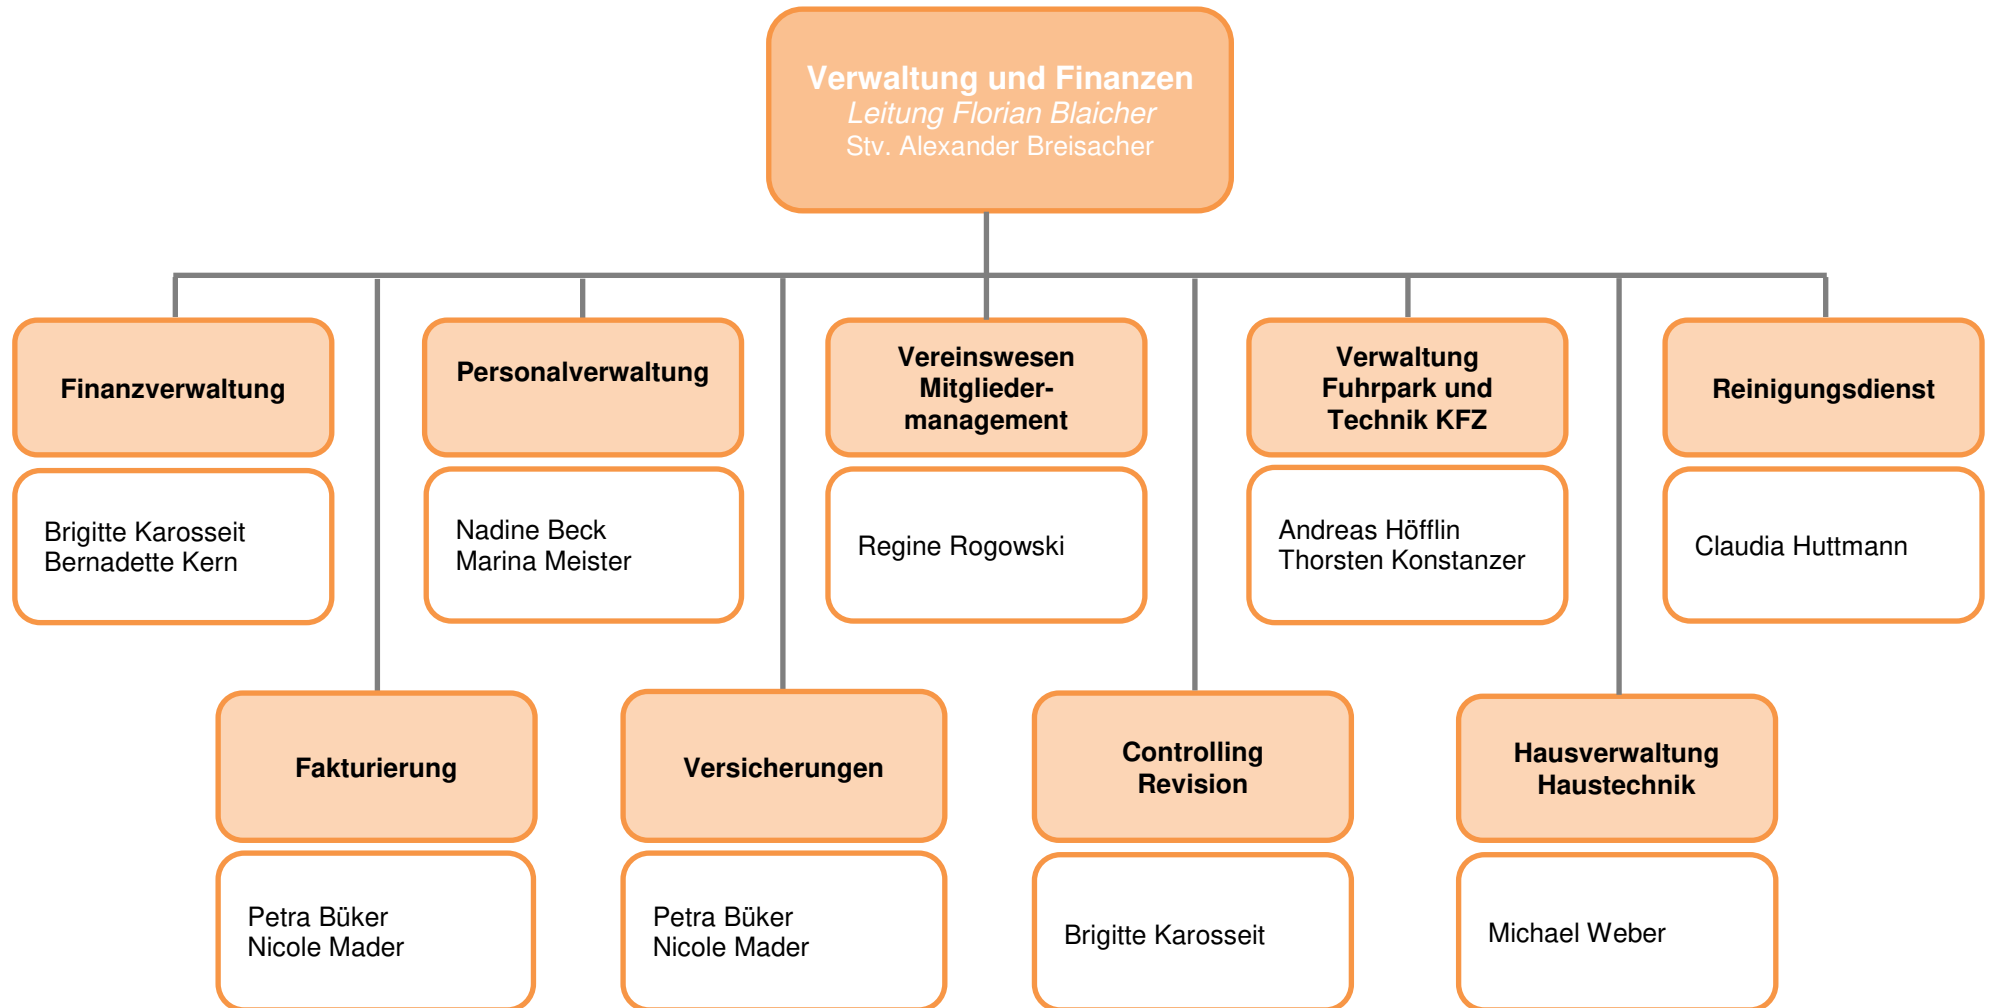 Verwaltung und Finanzen
Leitung Florian Blaicher
Stv. Alexander Breisacher
Finanzverwaltung
Brigitte Karosseit
Bernadette Kern
Personalverwaltung
Nadine Beck
Marina Meister
Vereinswesen
Mitglieder-
management
Regine Rogowski
Verwaltung
Fuhrpark und
Technik KFZ
Andreas Höfflin
Thorsten Konstanzer
Reinigungsdienst
Claudia Huttmann
Fakturierung
Petra Büker
Nicole Mader
Versicherungen
Petra Büker
Nicole Mader
Controlling
Revision
Brigitte Karosseit
Hausverwaltung
Haustechnik
Michael Weber